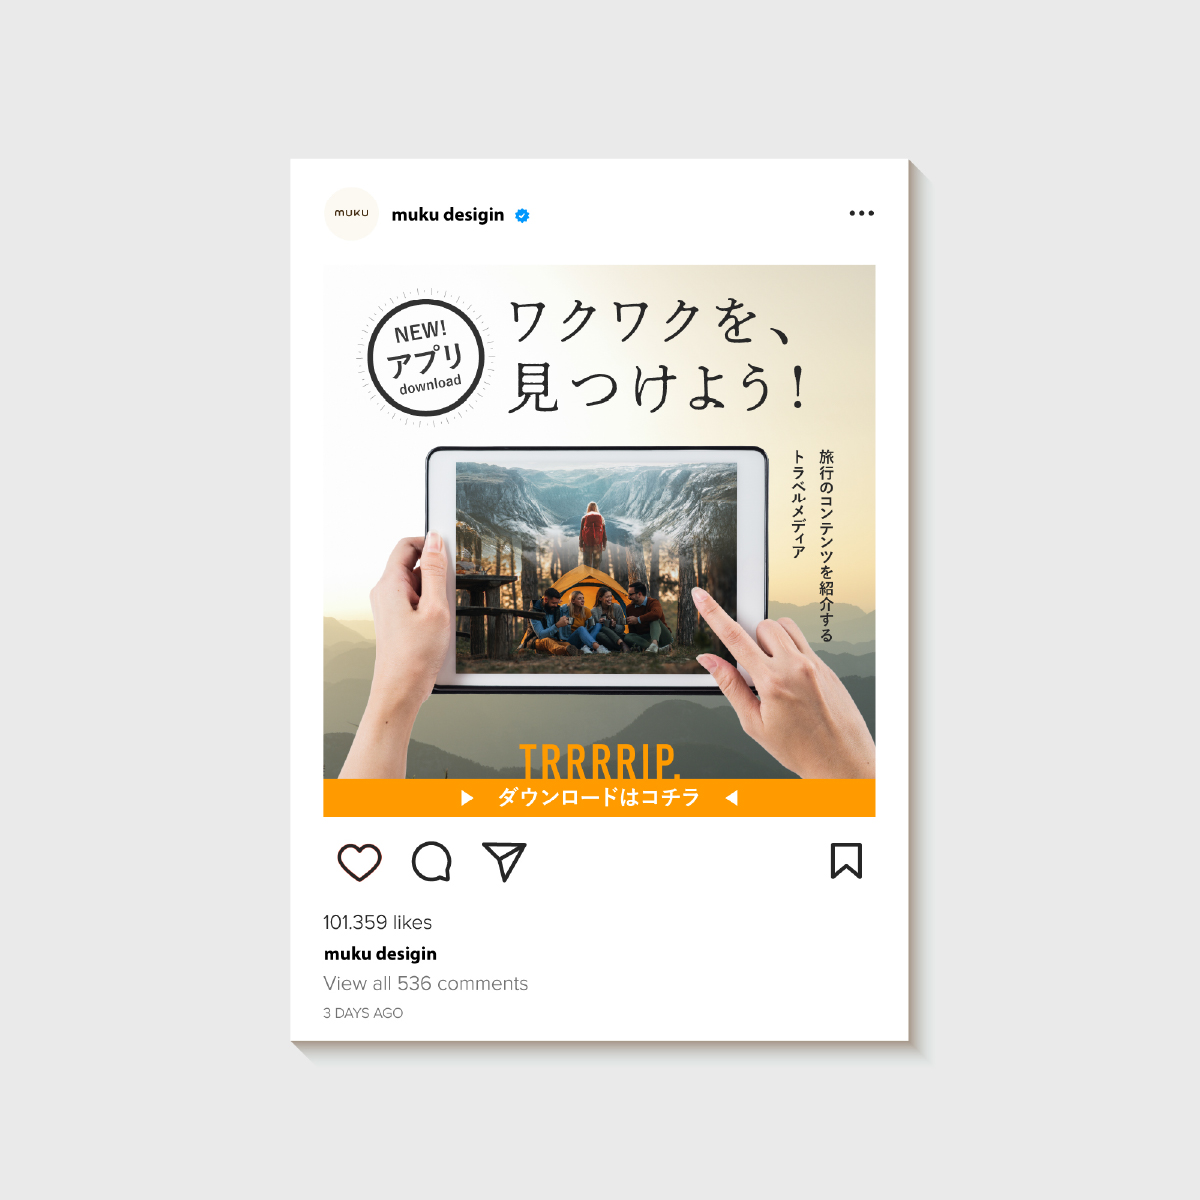 muku
muku desigin
NEW!
アプリ
download
ワクワクを、
見つけよう!
旅行のコンテンツを紹介する
トラベルメディア
TRRRRIP.
ダウンロードはコチラ
101.359 likes
muku desigin
View all 536 comments
3 DAYS AGO